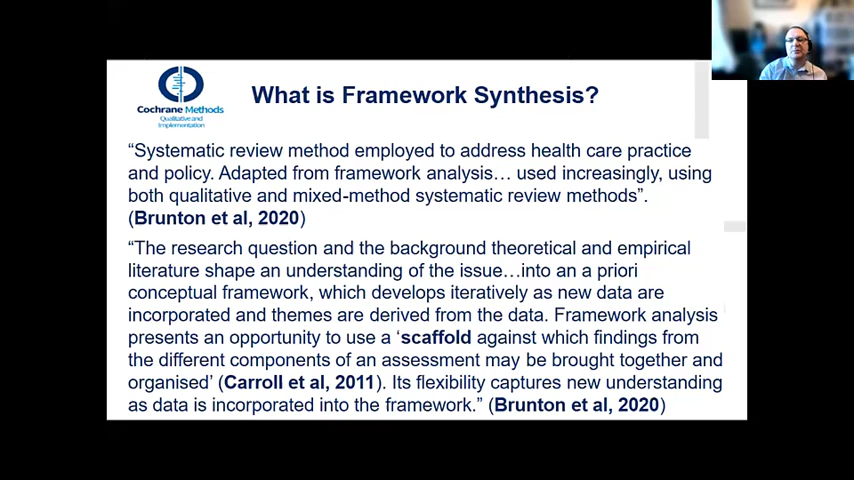 What is Framework Synthesis?
Cochrane Methods
Qualitative and
Implementation
“Systematic review method employed to address health care practice
and policy. Adapted from framework analysis… used increasingly, using
both qualitative and mixed-method systematic review methods”.
(Brunton et al, 2020)
“The research question and the background theoretical and empirical
literature shape an understanding of the issue…into an a priori
conceptual framework, which develops iteratively as new data are
incorporated and themes are derived from the data. Framework analysis
presents an opportunity to use a ‘scaffold against which findings from
the different components of an assessment may be brought together and
organised’ (Carroll et al, 2011). Its flexibility captures new understanding
as data is incorporated into the framework.” (Brunton et al, 2020)